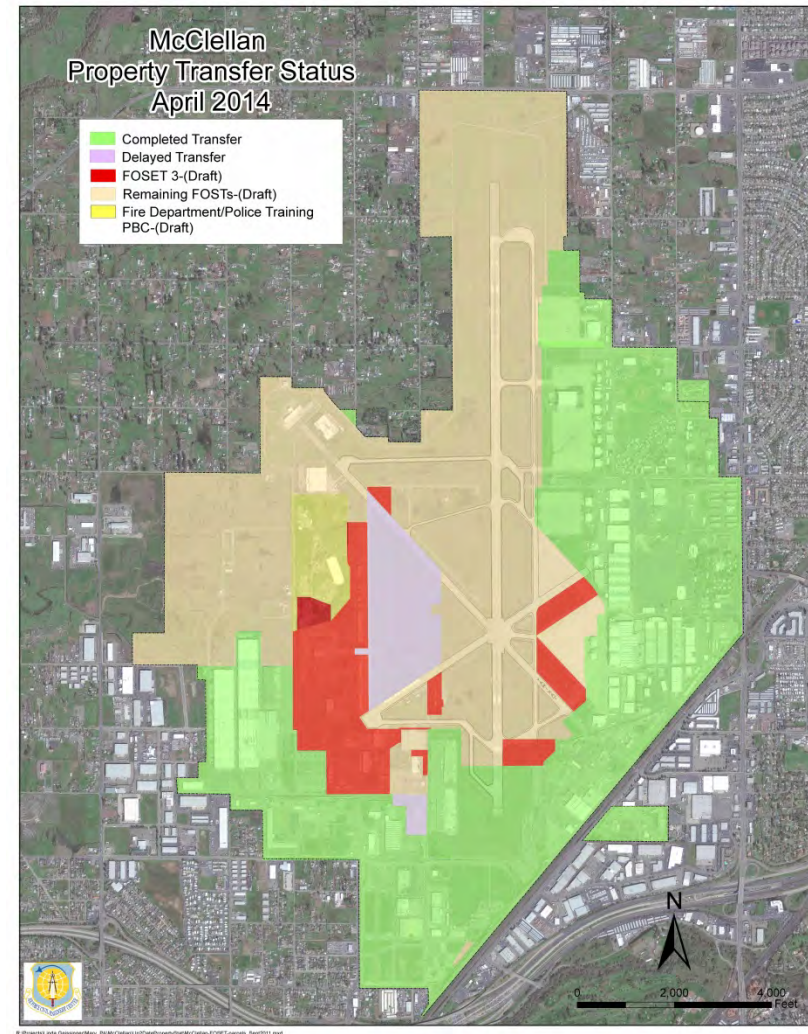 McClellan
Property Transfer Status
April 2014
Completed Transfer
Delayed Transfer
FOSET 3-(Draft)
Remaining FOSTs-(Draft)
Fire Department/Police Training
PBC-(Draft)
N
0 2,000 4,000
Feet